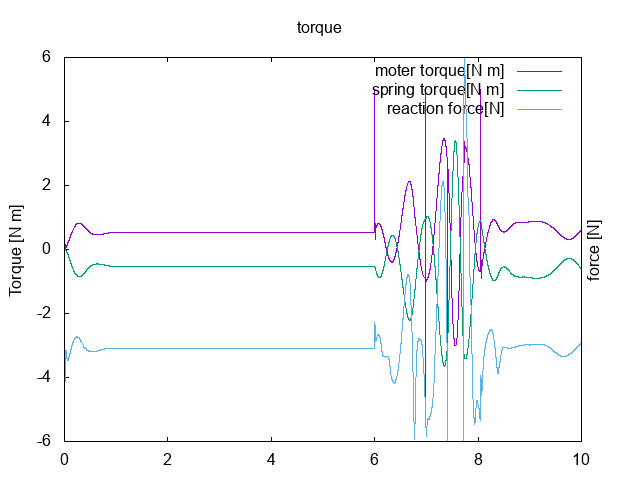 torque
6
4
2
0
-2
-4
-6
0
2
4
6
8
10
Torque [N m]
force [N]
moter torque[N m]
spring torque[N m]
reaction force[N]